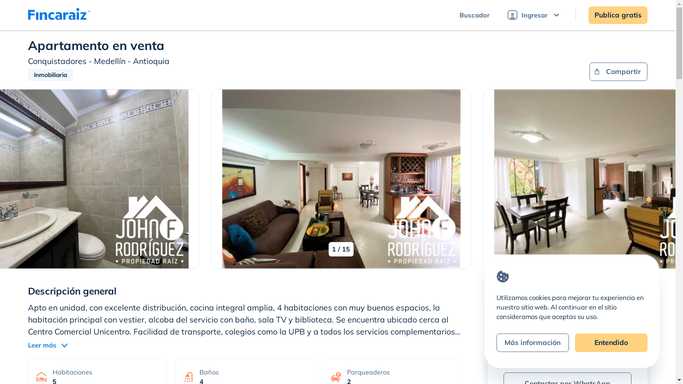 Fincaraiz
Buscador
Ingresar
Publica gratis
Apartamento en venta
Conquistadores - Medellín - Antioquia
Inmobiliaria
Compartir
JOHN F
RODRÍGUEZ
• PROPIEDAD RAÍZ •
JOHN F
RODRÍGUEZ
• PROPIEDAD RAÍZ •
JOHN F
RODRÍGUEZ
• PROPIEDAD RAÍZ •
1 / 15
Descripción general
Apto en unidad, con excelente distribución, cocina integral amplia, 4 habitaciones con muy buenos espacios, la
habitación principal con vestier, alcoba del servicio con baño, sala TV y biblioteca. Se encuentra ubicado cerca al
Centro Comercial Unicentro. Facilidad de transporte, colegios como la UPB y a todos los servicios complementarios...
Leer más
Habitaciones
5
Baños
4
Parqueaderos
2
Utilizamos cookies para mejorar tu experiencia en
nuestro sitio web. Al continuar en el sitio
consideramos que aceptas su uso.
Más información
Entendido
Contactar por WhatsApp